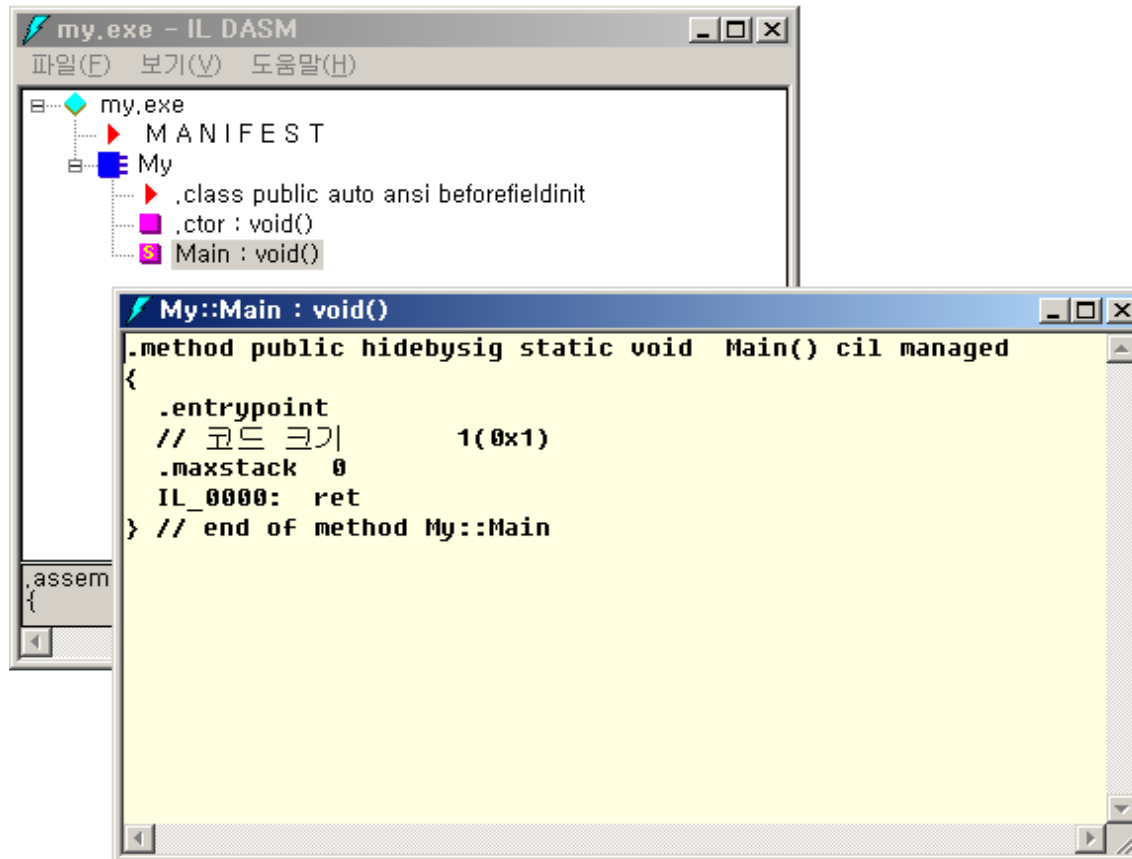 my.exe - IL DASM
파일(F) 보기(V) 도움말(H)
my.exe
M A N I F E S T
My
.class public auto ansi beforefieldinit
.ctor : void()
S Main : void()
My::Main : void()
.method public hidebysig static void  Main() cil managed
{
  .entrypoint
  // 코드 크기       1(0x1)
  .maxstack  0
  IL_0000:  ret
} // end of method My::Main
.assem
{